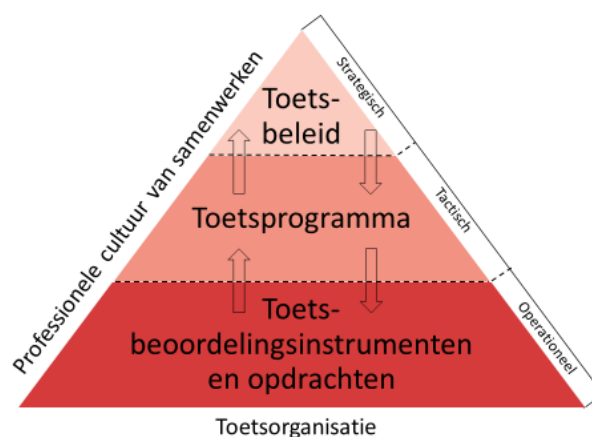 Toets-
beleid
Toetsprogramma
Toets-
beoordelingsinstrumenten
en opdrachten
Professionele cultuur van samenwerken
Strategisch
Tactisch
Operationeel
Toetsorganisatie